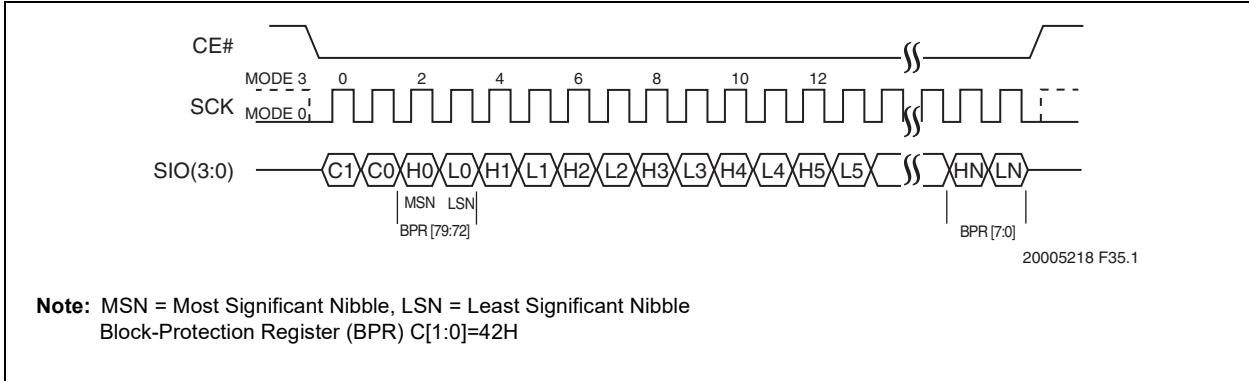 CE#
MODE 3 0 2 4 6 8 10 12
SCK MODE 0
SIO(3:0) C1 C0 H0 L0 H1 L1 H2 L2 H3 L3 H4 L4 H5 L5 HN LN
MSN LSN
BPR [79:72] BPR [7:0]
20005218 F35.1
Note: MSN = Most Significant Nibble, LSN = Least Significant Nibble
Block-Protection Register (BPR) C[1:0]=42H